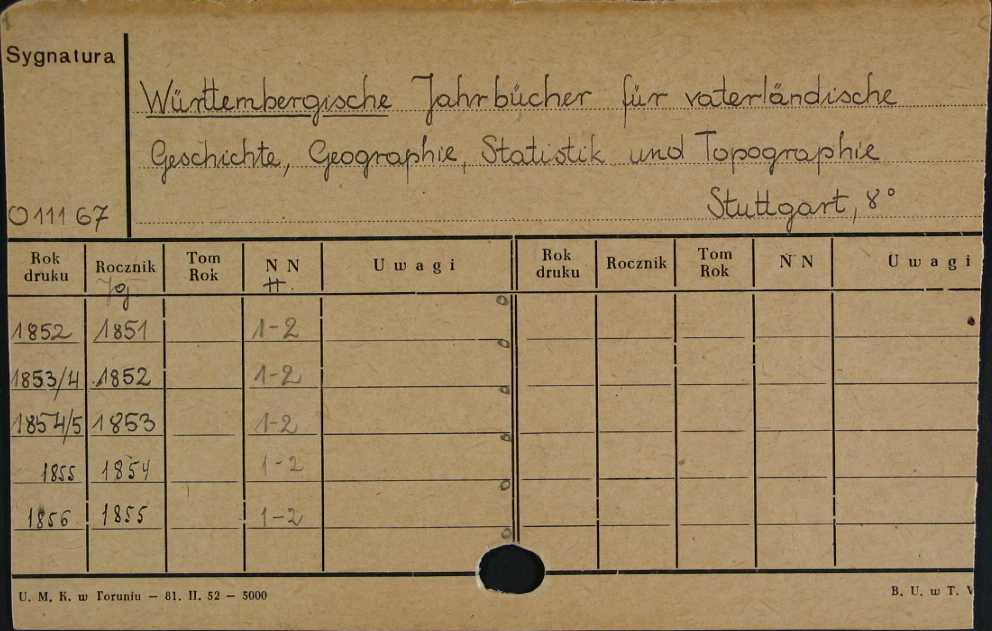 Sygnatura
Württembergische Jahrbücher für vaterländische
Geschichte, Geographie, Statistik und Topographie
O 111 67 Stuttgart, 8°
Rok druku Rocznik Tom Rok N N U w a g i Rok druku Rocznik Tom Rok N N U w a g i
Jg H.
1852 1851 1-2
1853/4 1852 1-2
1854/5 1853 1-2
1855 1854 1-2
1856 1855 1-2
U. M. K. w Toruniu — 81. II. 52 — 5000 B. U. w T.